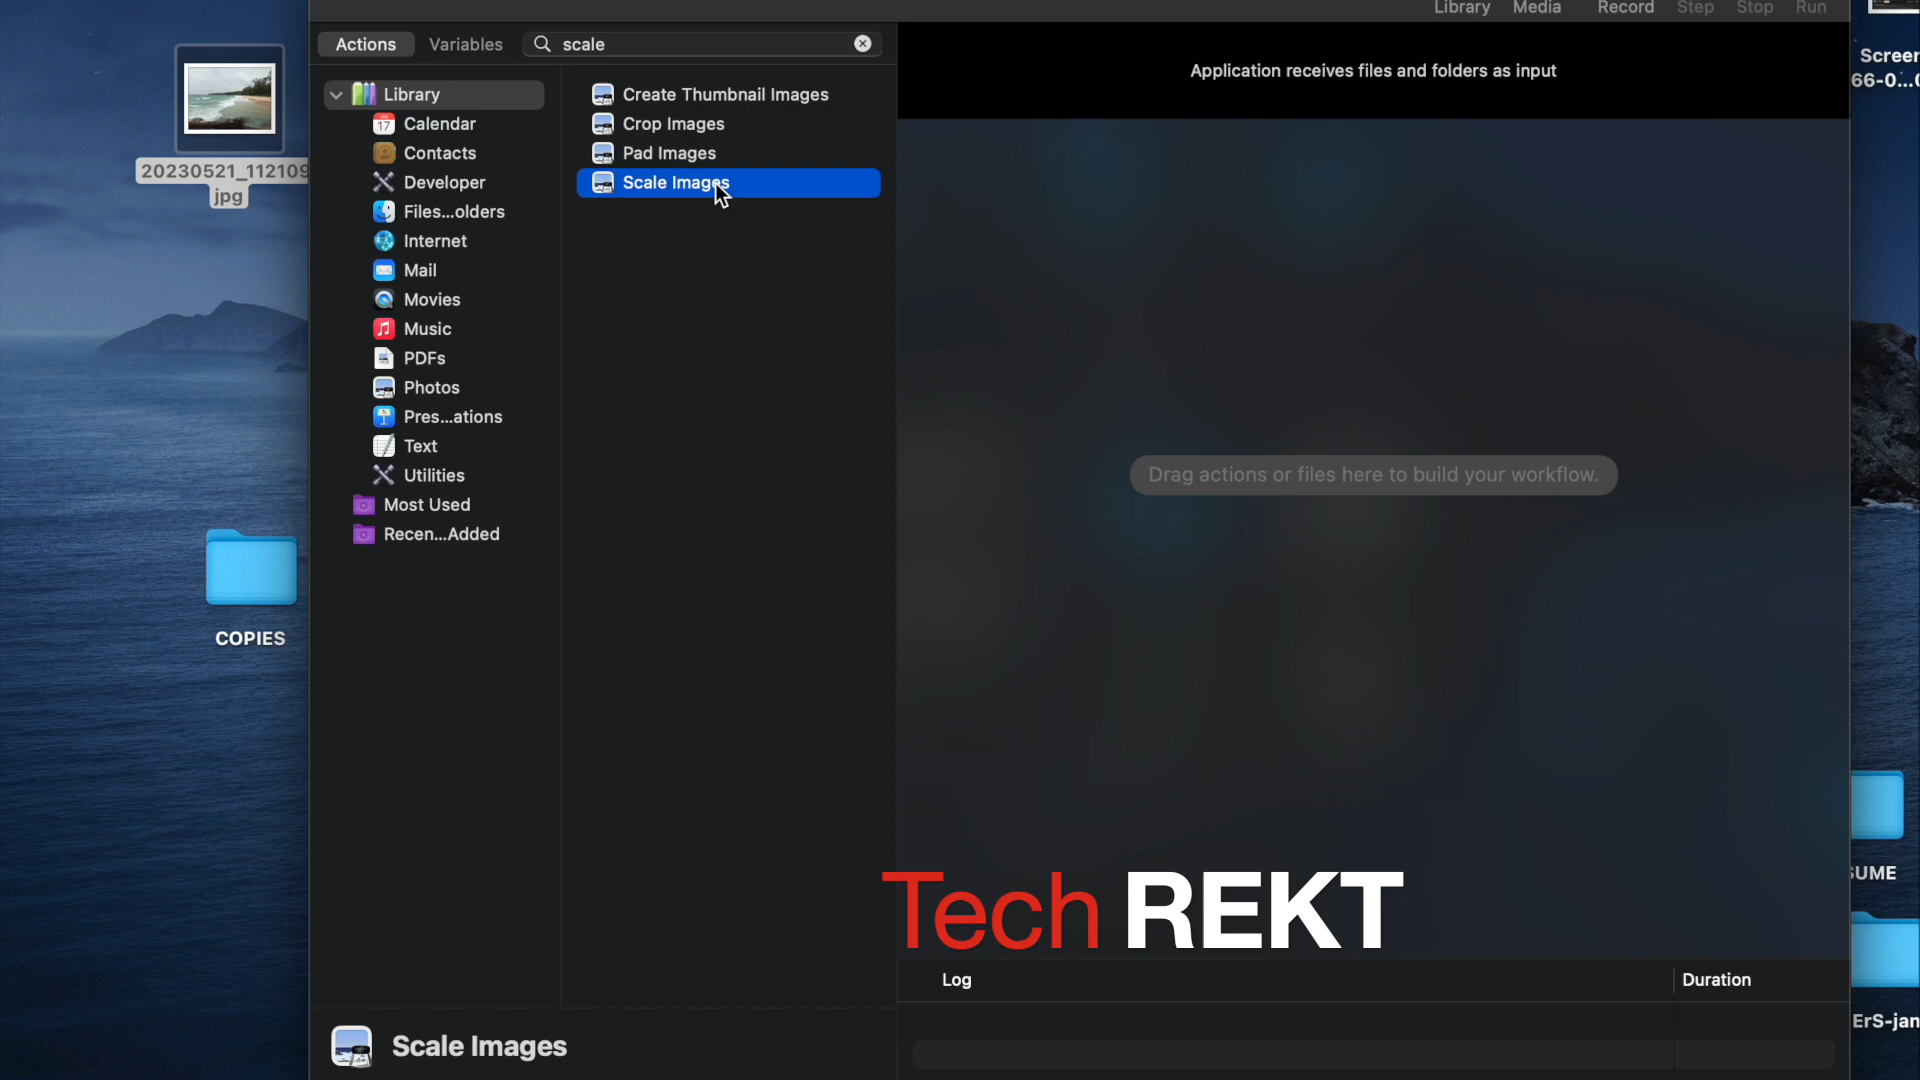 Library Media Record Step Stop Run
Actions Variables scale
Application receives files and folders as input
Library
Calendar
17
Contacts
Developer
Files...olders
Internet
Mail
Movies
Music
PDFs
Photos
Pres...ations
Text
Utilities
Most Used
Recen...Added
Create Thumbnail Images
Crop Images
Pad Images
Scale Images
Drag actions or files here to build your workflow.
20230521_112109
jpg
COPIES
Screer
66-0...(
SUME
ErS-jan
Tech REKT
Log Duration
Scale Images